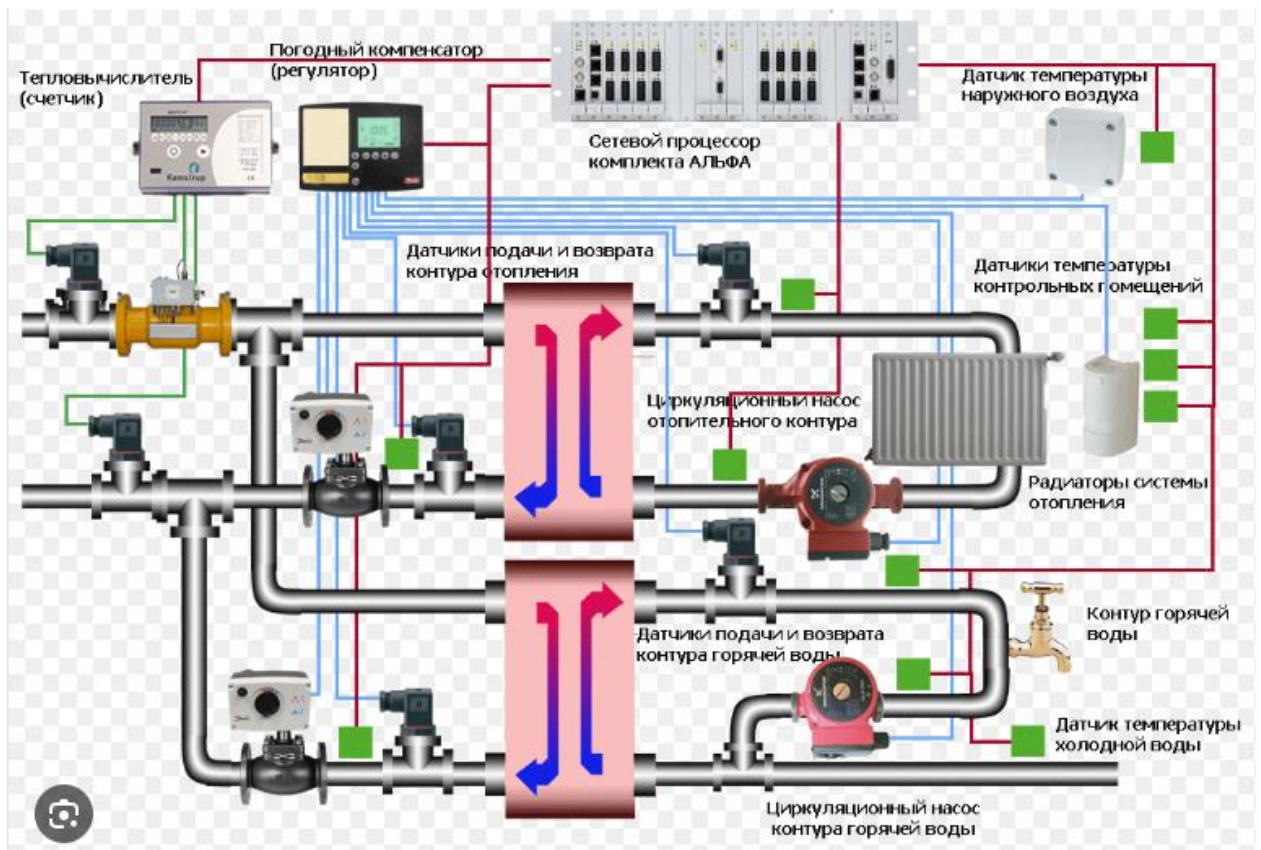 Погодный компенсатор
(регулятор)
Тепловычислитель
(счетчик)
Датчик температуры
наружного воздуха
Сетевой процессор
комплекта АЛЬФА
Kamstrup
Датчики подачи и возврата
контура отопления
Датчики температуры
контрольных помещений
Циркуляционный насос
отопительного контура
Радиаторы системы
отопления
Контур горячей
воды
Датчики подачи и возврата
контура горячей воды
Датчик температуры
холодной воды
Циркуляционный насос
контура горячей воды